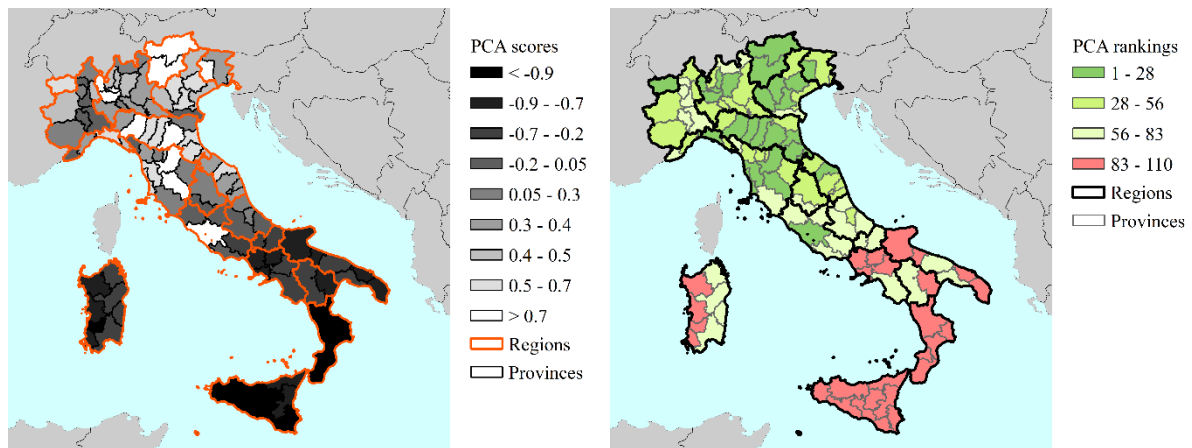 PCA scores
< -0.9
-0.9 - -0.7
-0.7 - -0.2
-0.2 - 0.05
0.05 - 0.3
0.3 - 0.4
0.4 - 0.5
0.5 - 0.7
> 0.7
Regions
Provinces
PCA rankings
1 - 28
28 - 56
56 - 83
83 - 110
Regions
Provinces